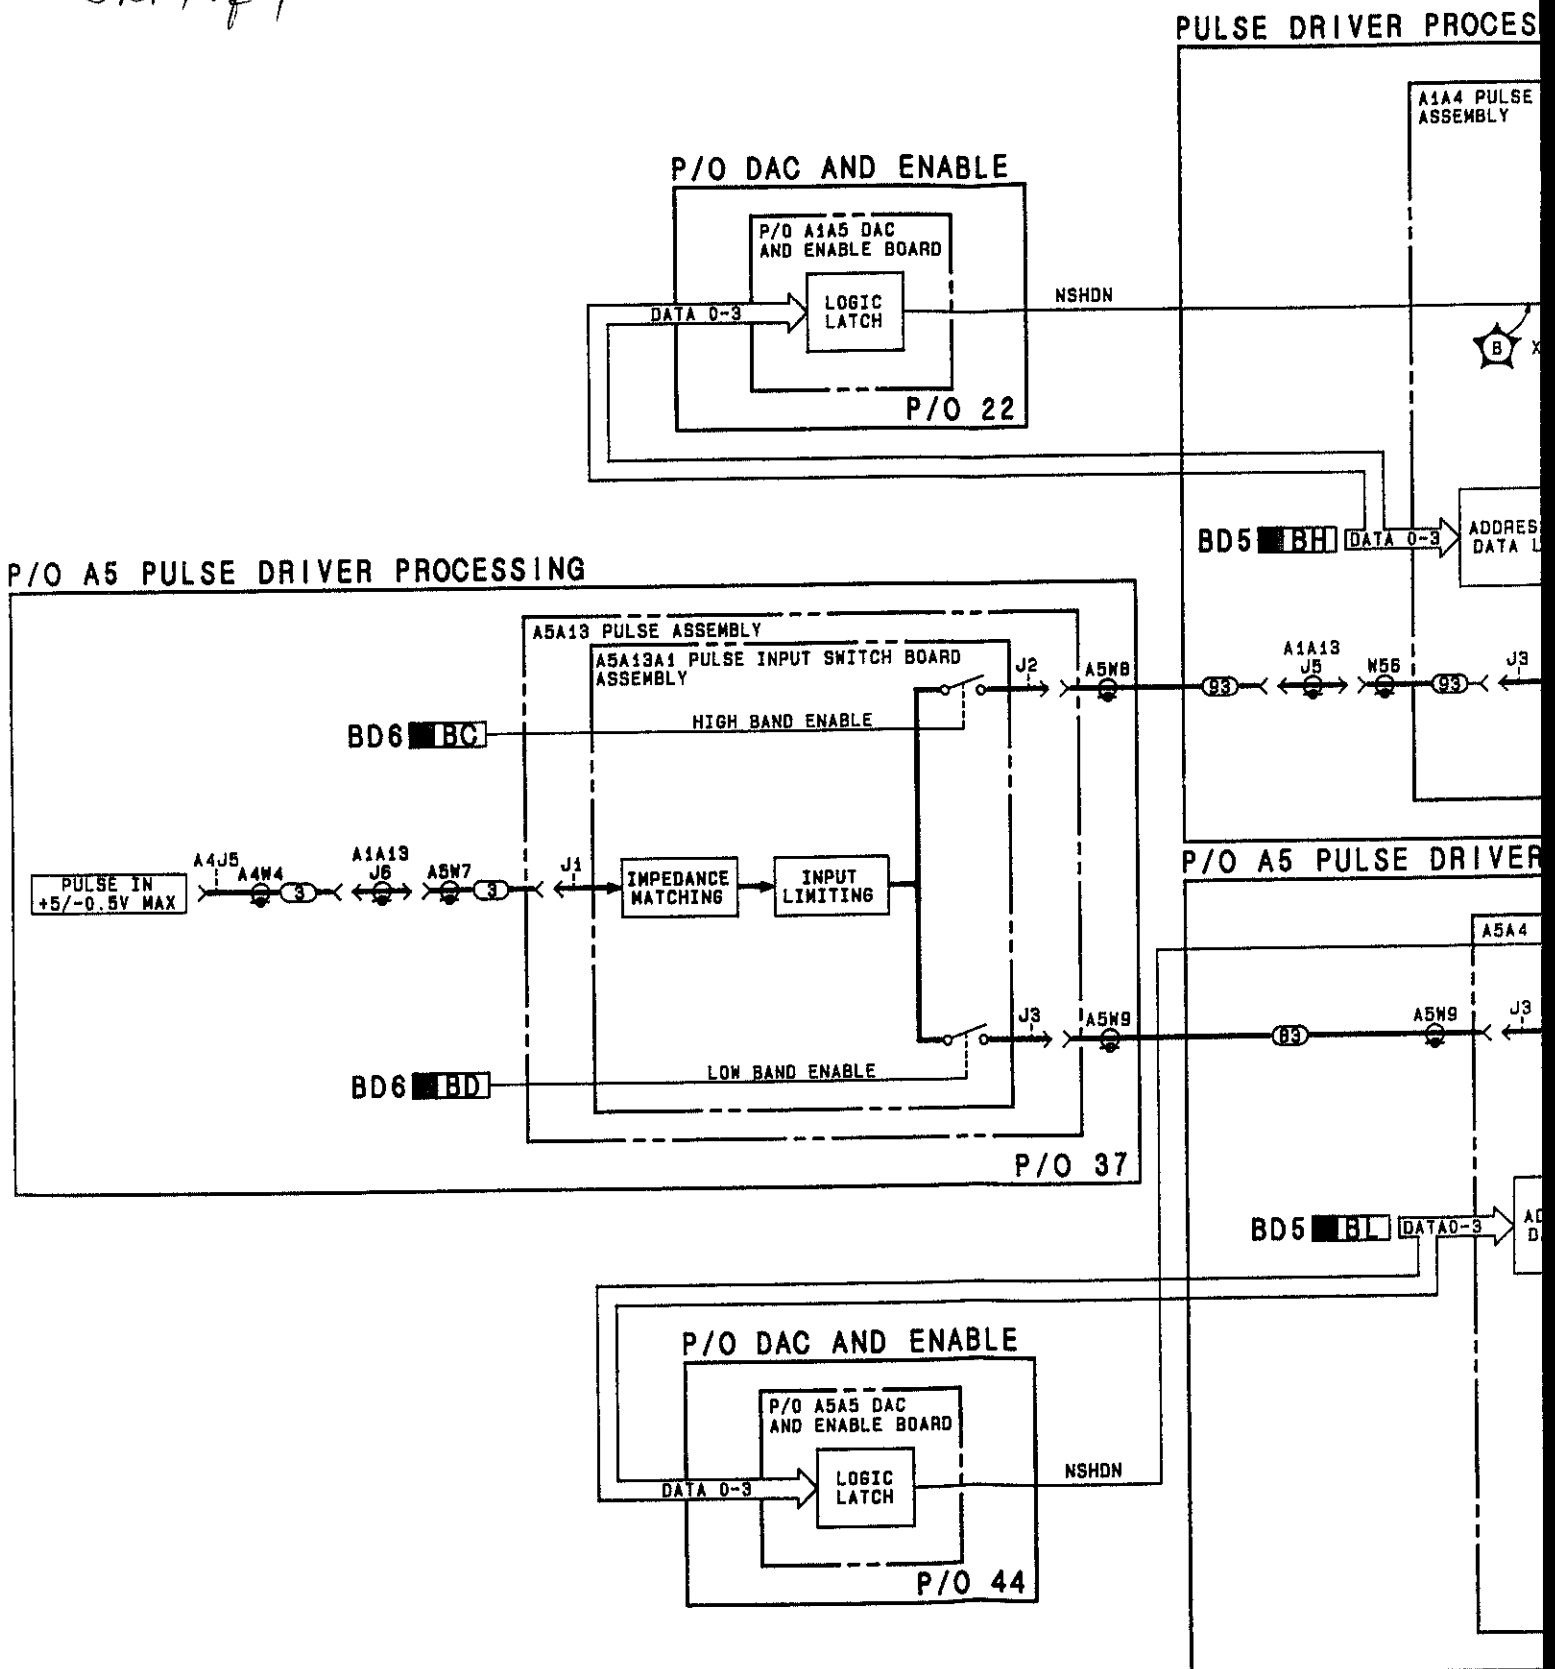 PULSE DRIVER PROCES
A1A4 PULSE
ASSEMBLY
P/O DAC AND ENABLE
P/O A1A5 DAC
AND ENABLE BOARD
LOGIC
LATCH
DATA 0-3
NSHDN
B
X
P/O 22
BD5 BH
DATA 0-3
ADDRES
DATA L
P/O A5 PULSE DRIVER PROCESSING
A5A13 PULSE ASSEMBLY
A5A13A1 PULSE INPUT SWITCH BOARD
ASSEMBLY
J2
A5W8
93
A1A13
J5
W56
93
J3
BD6 BC
HIGH BAND ENABLE
PULSE IN
+5/-0.5V MAX
A4J5
A4W4
3
A1A13
J6
A5W7
3
J1
IMPEDANCE
MATCHING
INPUT
LIMITING
P/O A5 PULSE DRIVER
A5A4
J3
A5W9
83
A5W9
J3
BD6 BD
LOW BAND ENABLE
P/O 37
BD5 BL
DATA0-3
AD
D
P/O DAC AND ENABLE
P/O A5A5 DAC
AND ENABLE BOARD
LOGIC
LATCH
DATA 0-3
NSHDN
P/O 44